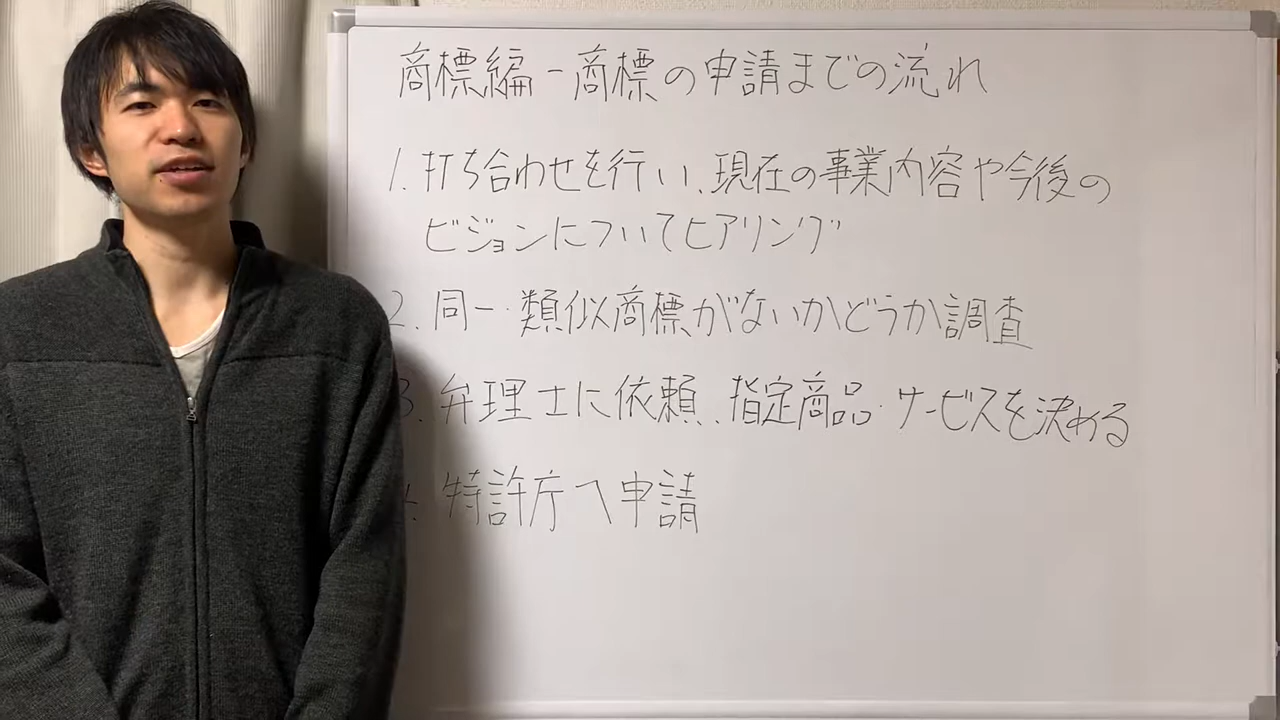 商標編-商標の申請までの流れ
1. 打ち合わせを行い、現在の事業内容や今後の
ビジョンについてヒアリング
2. 同一・類似商標がないかどうか調査
3. 弁理士に依頼、指定商品・サービスを決める
4. 特許庁へ申請